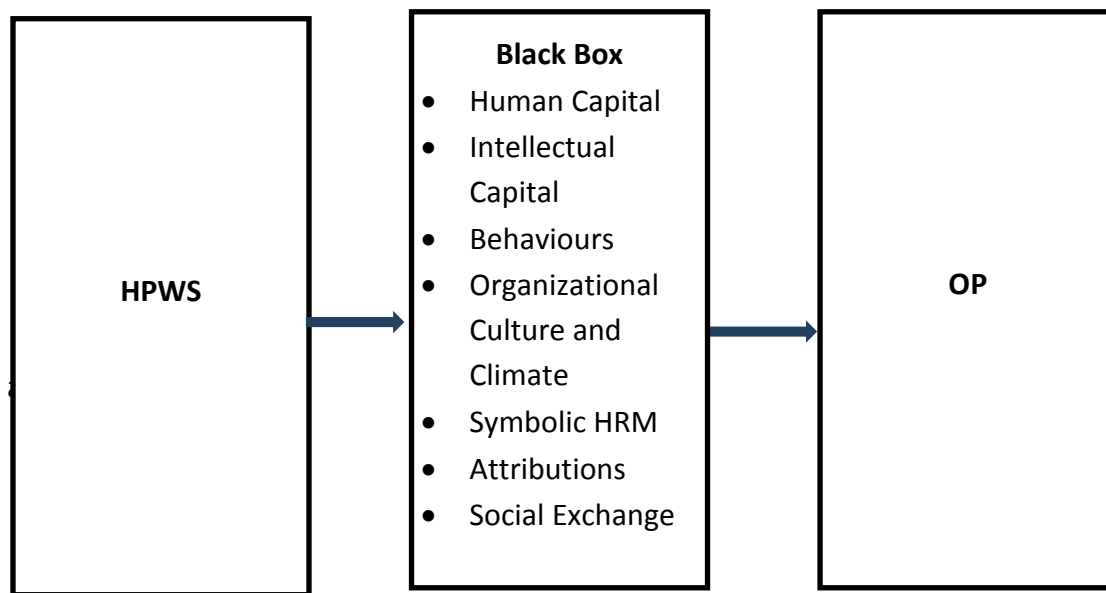 HPWS
Black Box
• Human Capital
• Intellectual
Capital
• Behaviours
• Organizational
Culture and
Climate
• Symbolic HRM
• Attributions
• Social Exchange
OP